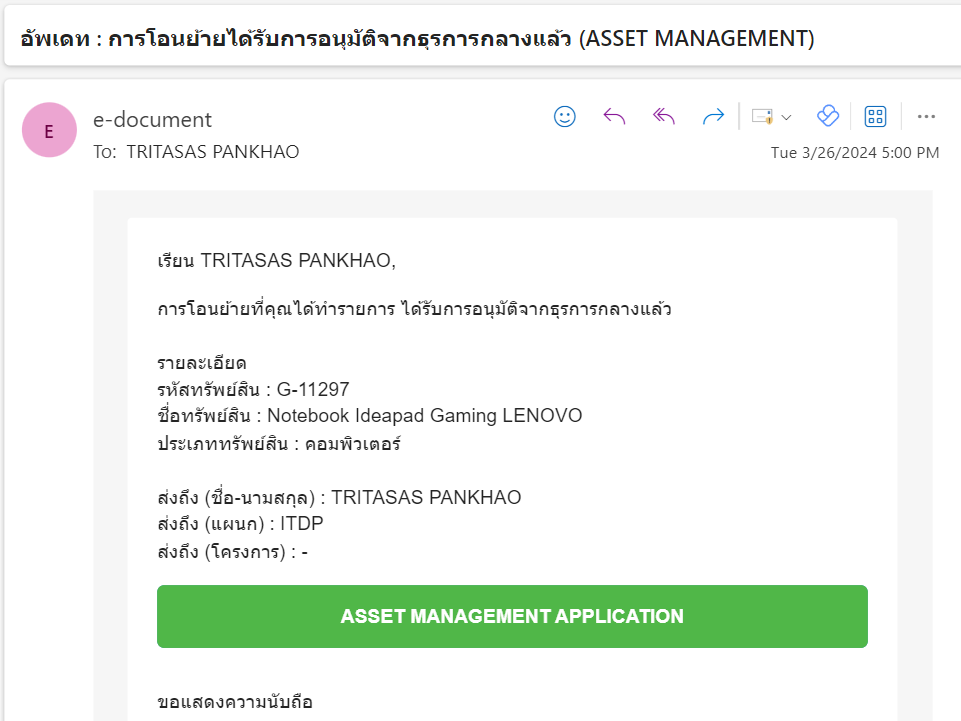 อัพเดท : การโอนย้ายได้รับการอนุมัติจากธุรการกลางแล้ว (ASSET MANAGEMENT)
E
e-document
To: TRITASAS PANKHAO
Tue 3/26/2024 5:00 PM
เรียน TRITASAS PANKHAO,
การโอนย้ายที่คุณได้ทำรายการ ได้รับการอนุมัติจากธุรการกลางแล้ว
รายละเอียด
รหัสทรัพย์สิน : G-11297
ชื่อทรัพย์สิน : Notebook Ideapad Gaming LENOVO
ประเภททรัพย์สิน : คอมพิวเตอร์
ส่งถึง (ชื่อ-นามสกุล) : TRITASAS PANKHAO
ส่งถึง (แผนก) : ITDP
ส่งถึง (โครงการ) : -
ASSET MANAGEMENT APPLICATION
ขอแสดงความนับถือ